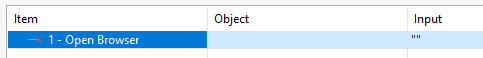 Item Object Input
1 - Open Browser ""